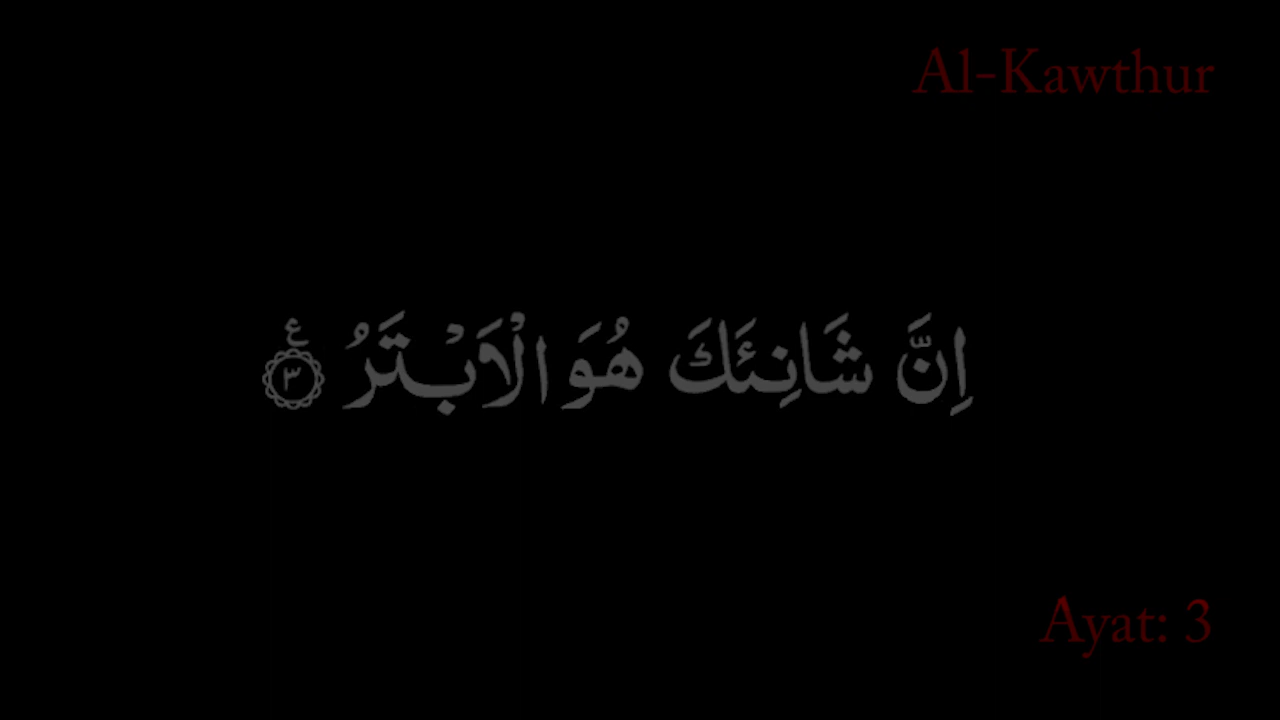 Al-Kawthur
اِنَّ شَانِئَكَ هُوَ الْاَبْتَرُ ۝٣ ع
Ayat: 3